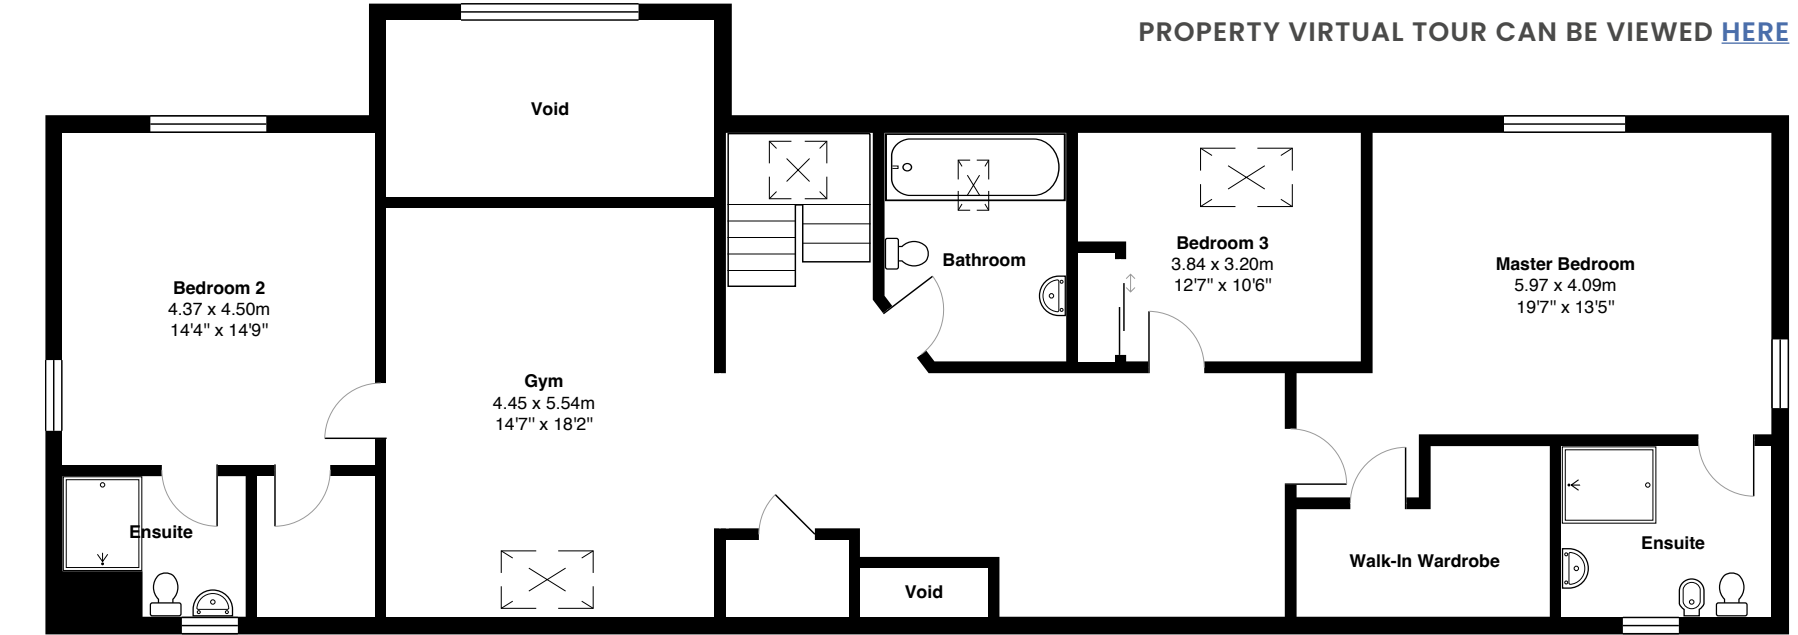 PROPERTY VIRTUAL TOUR CAN BE VIEWED HERE
Void
Bedroom 2
4.37 x 4.50m
14'4" x 14'9"
Gym
4.45 x 5.54m
14'7" x 18'2"
Bathroom
Bedroom 3
3.84 x 3.20m
12'7" x 10'6"
Master Bedroom
5.97 x 4.09m
19'7" x 13'5"
Ensuite
Void
Walk-In Wardrobe
Ensuite